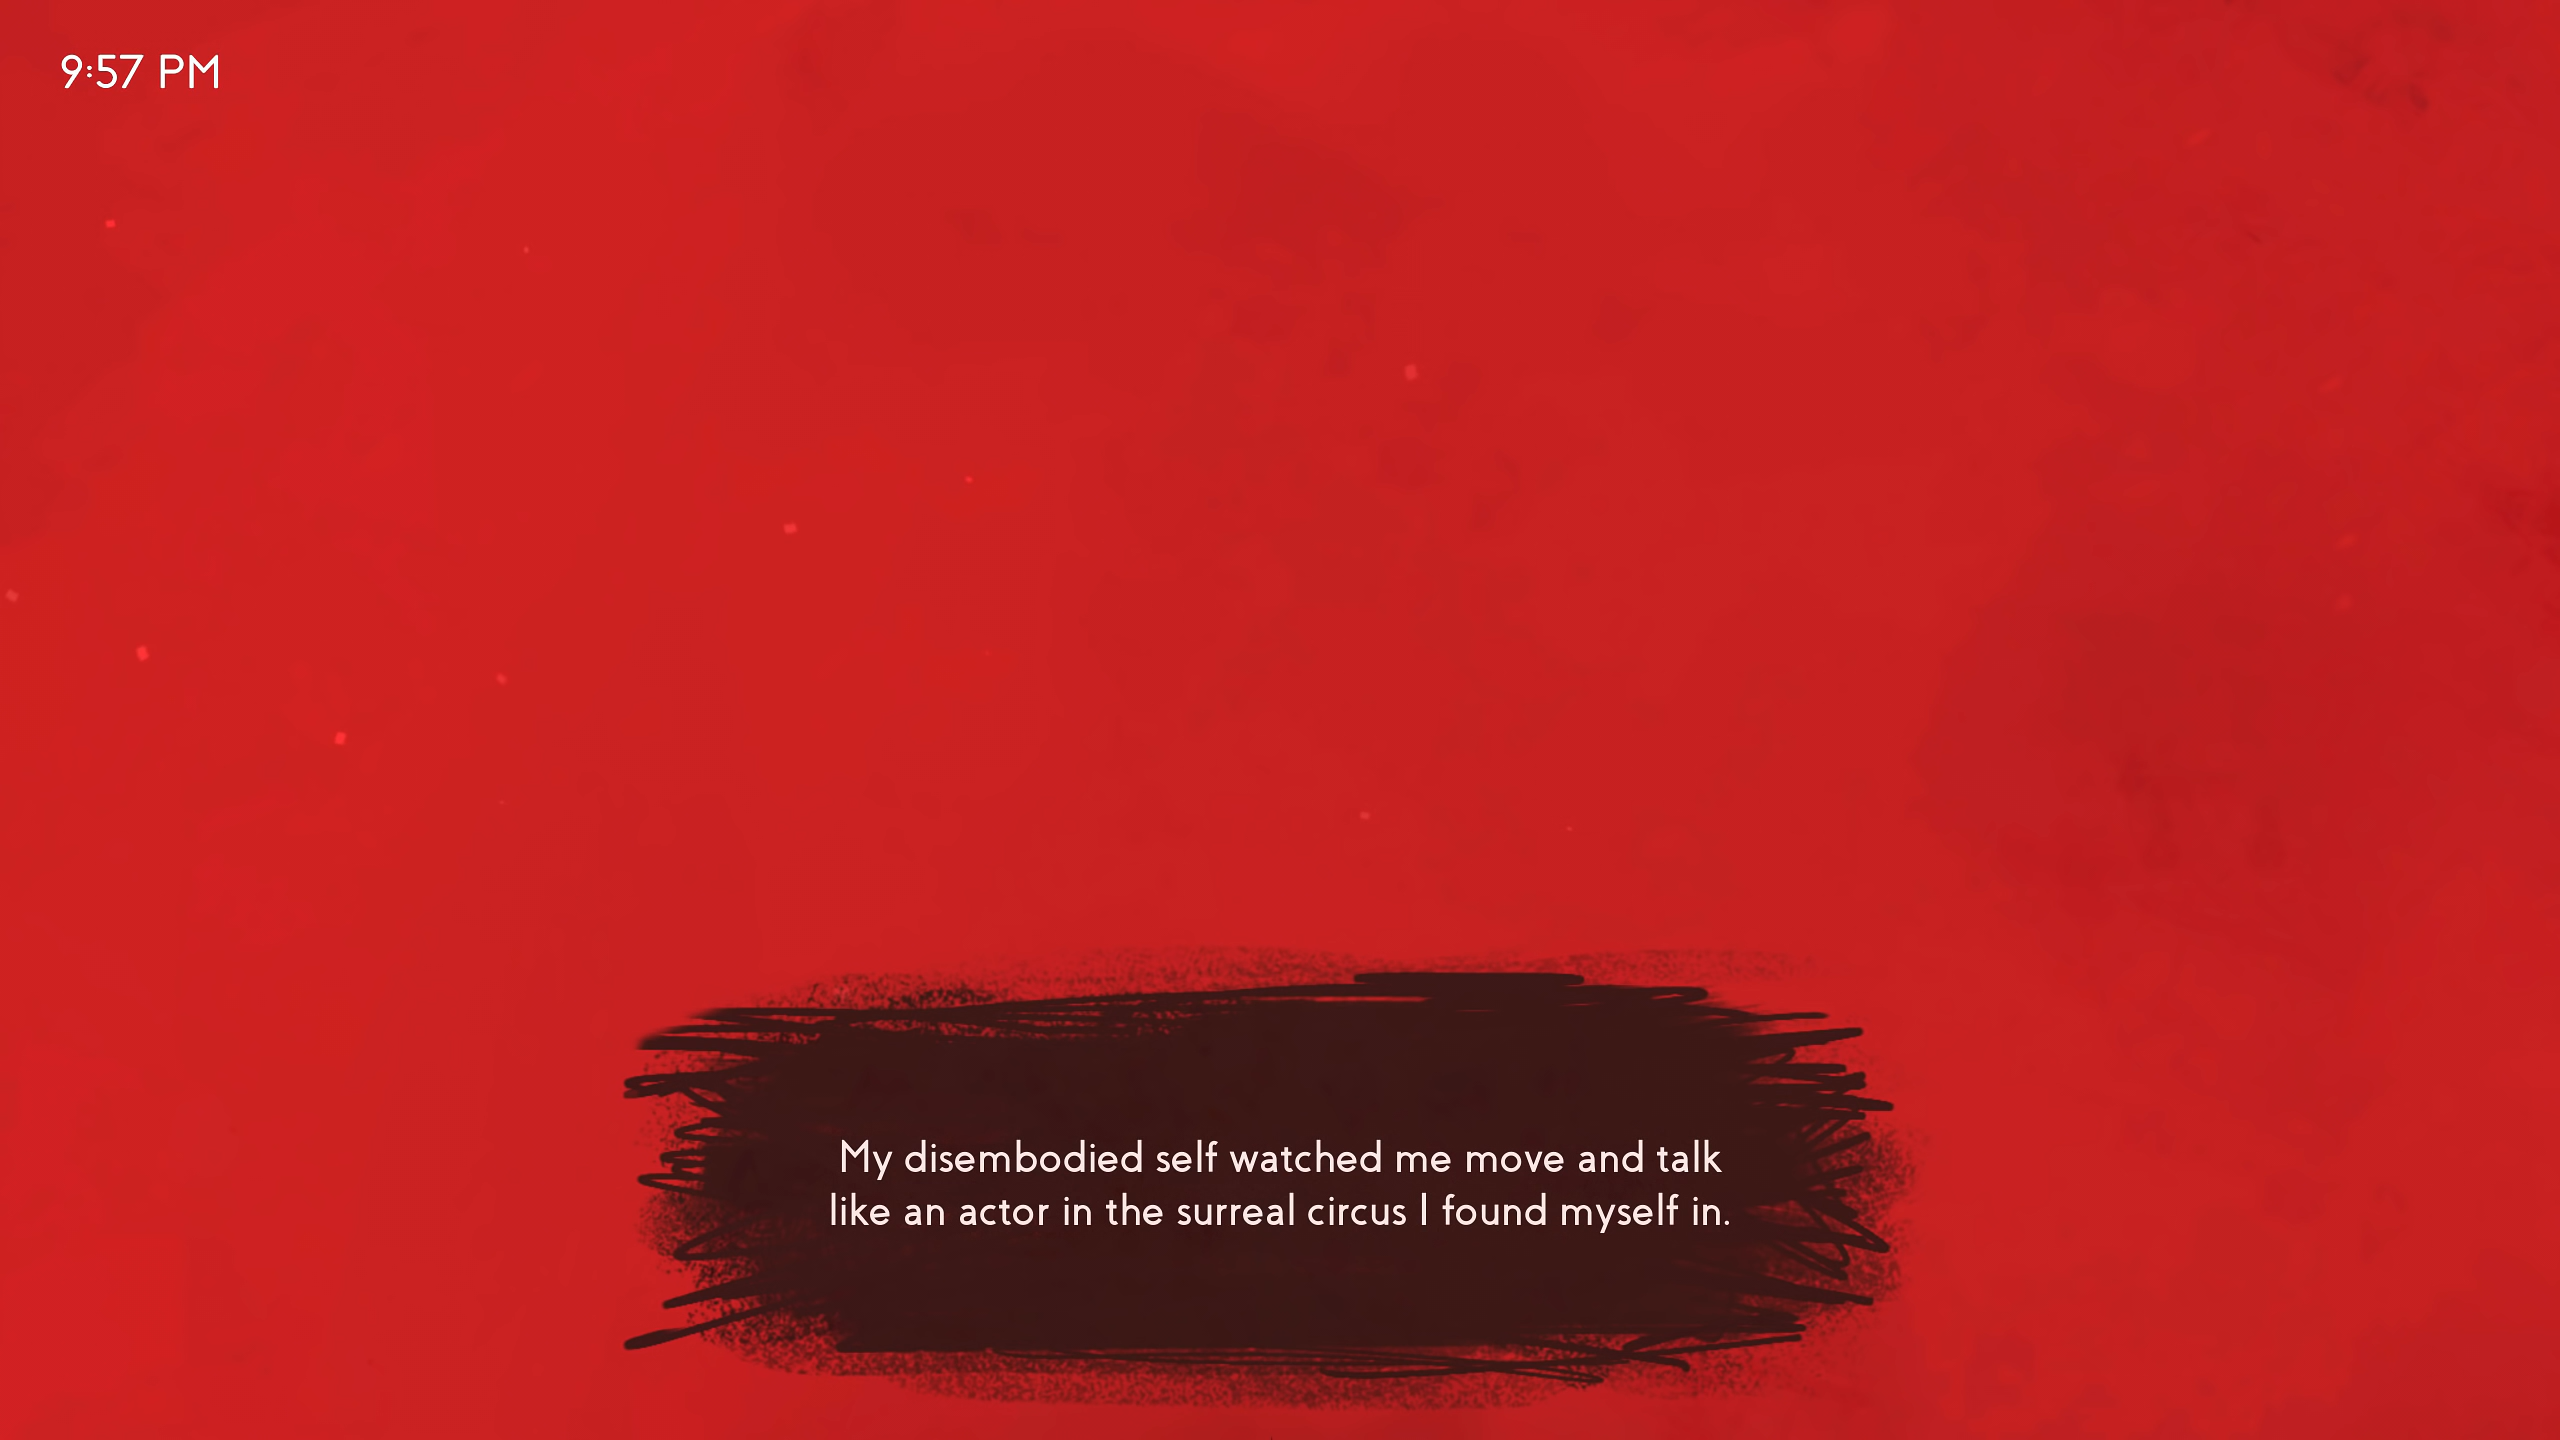 9:57 PM
My disembodied self watched me move and talk
like an actor in the surreal circus I found myself in.